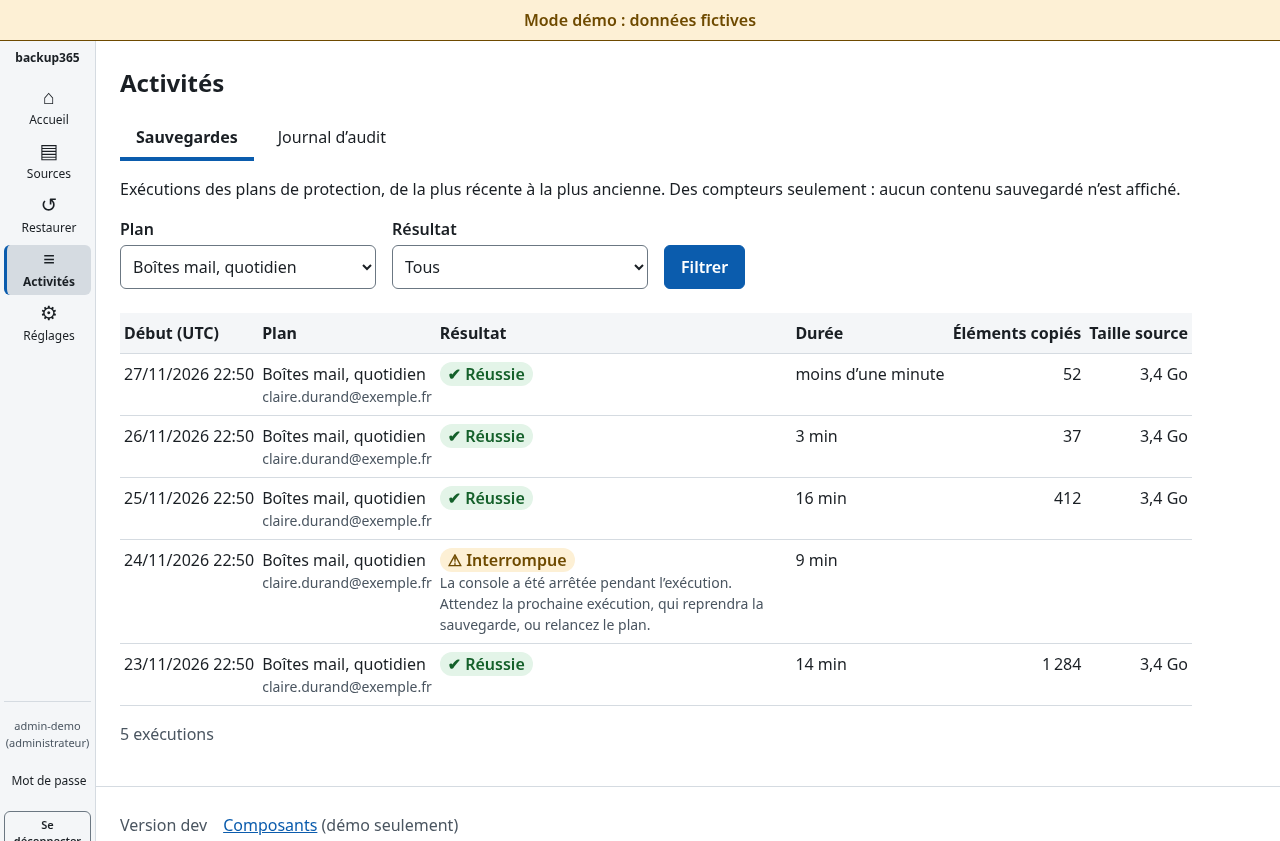 Mode démo : données fictives
backup365
Accueil
Sources
Restaurer
Activités
Réglages
admin-demo
(administrateur)
Mot de passe
Se
déconnecter
Activités
Sauvegardes Journal d’audit
Exécutions des plans de protection, de la plus récente à la plus ancienne. Des compteurs seulement : aucun contenu sauvegardé n’est affiché.
Plan Résultat
Boîtes mail, quotidien Tous Filtrer
Début (UTC) Plan Résultat Durée Éléments copiés Taille source
27/11/2026 22:50 Boîtes mail, quotidien ✔ Réussie moins d’une minute 52 3,4 Go
claire.durand@exemple.fr
26/11/2026 22:50 Boîtes mail, quotidien ✔ Réussie 3 min 37 3,4 Go
claire.durand@exemple.fr
25/11/2026 22:50 Boîtes mail, quotidien ✔ Réussie 16 min 412 3,4 Go
claire.durand@exemple.fr
24/11/2026 22:50 Boîtes mail, quotidien ⚠ Interrompue 9 min
claire.durand@exemple.fr La console a été arrêtée pendant l’exécution.
Attendez la prochaine exécution, qui reprendra la
sauvegarde, ou relancez le plan.
23/11/2026 22:50 Boîtes mail, quotidien ✔ Réussie 14 min 1 284 3,4 Go
claire.durand@exemple.fr
5 exécutions
Version dev Composants (démo seulement)